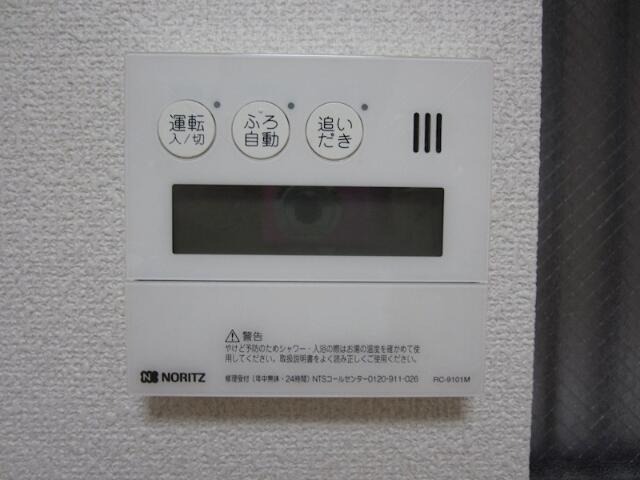 運転
入/切
ふろ
自動
追い
だき
警告
やけど予防のためシャワー・入浴の際はお湯の温度を確かめて使
用してください。取扱説明書をよく読み正しくご使用ください。
NORITZ 修理受付(年中無休・24時間) NTSコールセンター0120-911-026 RC-9101M